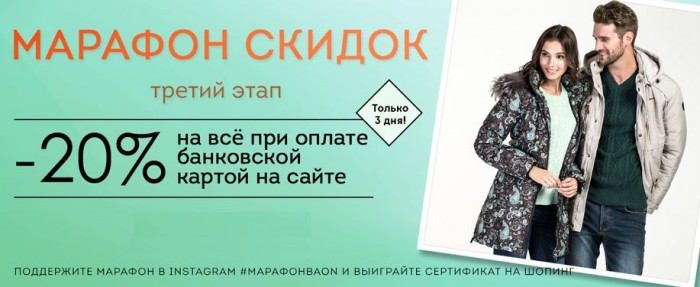 МАРАФОН СКИДОК
третий этап
Только
3 дня!
-20%
на всё при оплате
банковской
картой на сайте
ПОДДЕРЖИТЕ МАРАФОН В INSTAGRAM #МАРАФОНBAON И ВЫИГРАЙТЕ СЕРТИФИКАТ НА ШОПИНГ